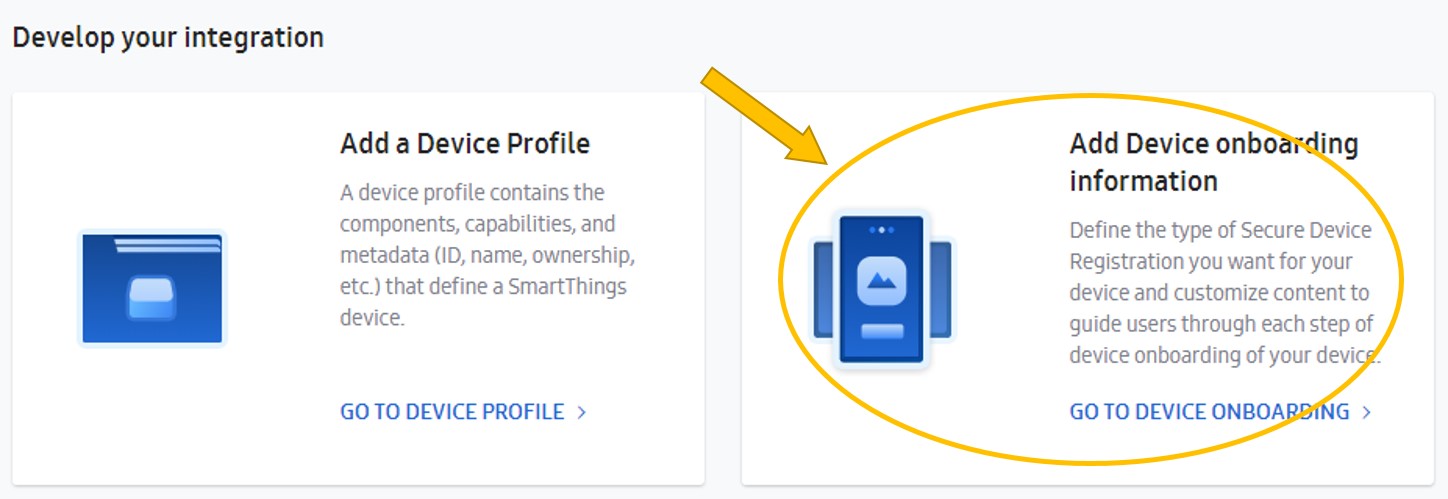 Develop your integration
Add a Device Profile
A device profile contains the
components, capabilities, and
metadata (ID, name, ownership,
etc.) that define a SmartThings
device.
GO TO DEVICE PROFILE >
Add Device onboarding
information
Define the type of Secure Device
Registration you want for your
device and customize content to
guide users through each step of
device onboarding of your device.
GO TO DEVICE ONBOARDING >